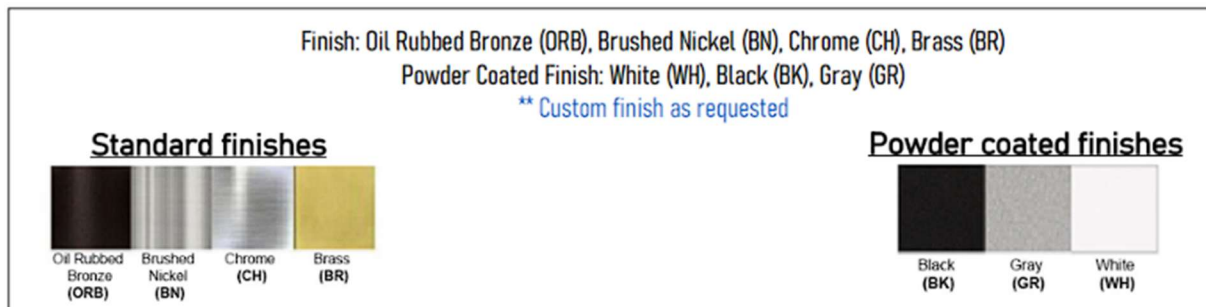 Finish: Oil Rubbed Bronze (ORB), Brushed Nickel (BN), Chrome (CH), Brass (BR)
Powder Coated Finish: White (WH), Black (BK), Gray (GR)
** Custom finish as requested
Standard finishes
Oil Rubbed
Bronze
(ORB)
Brushed
Nickel
(BN)
Chrome
(CH)
Brass
(BR)
Powder coated finishes
Black
(BK)
Gray
(GR)
White
(WH)